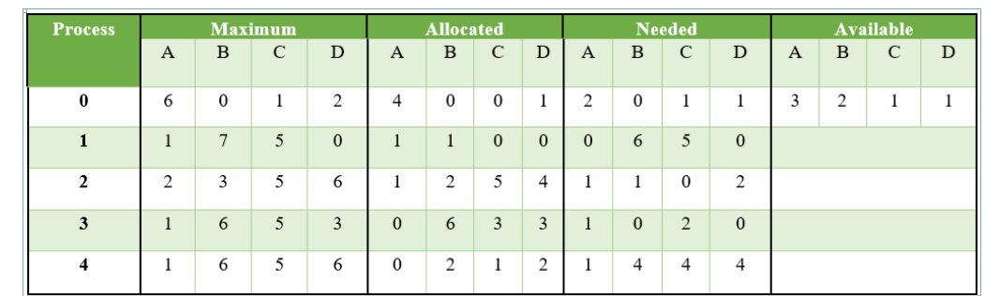 Process Maximum Allocated Needed Available
A B C D A B C D A B C D A B C D
0 6 0 1 2 4 0 0 1 2 0 1 1 3 2 1 1
1 1 7 5 0 1 1 0 0 0 6 5 0
2 2 3 5 6 1 2 5 4 1 1 0 2
3 1 6 5 3 0 6 3 3 1 0 2 0
4 1 6 5 6 0 2 1 2 1 4 4 4